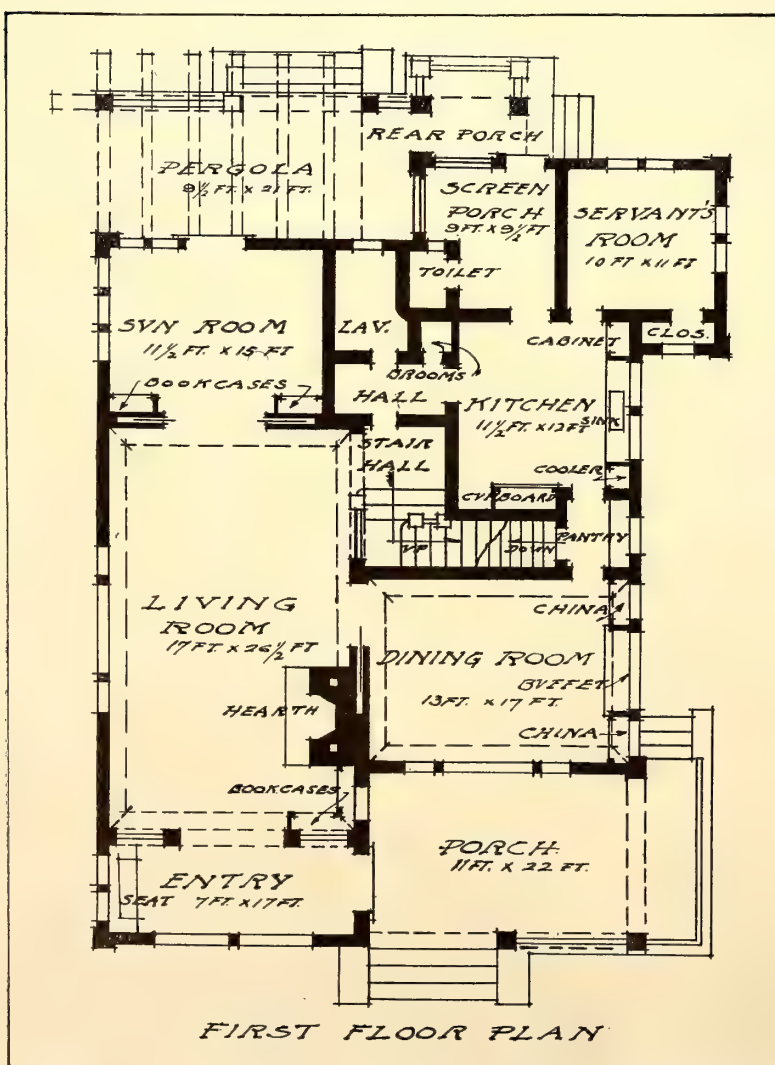 REAR PORCH
PERGOLA
9½ FT. X 21 FT.
SCREEN
PORCH
9 FT. X 9½ FT
SERVANT'S
ROOM
10 FT X 11 FT
TOILET
SVN ROOM
11½ FT. X 15 FT
LAV.
CABINET
CLOS.
BOOKCASES
BROOMS
HALL
KITCHEN
11½ FT. X 12 FT
SINK
STAIR
HALL
COOLER
CVPBOARD
UP
DOWN
PANTRY
LIVING
ROOM
17 FT. X 26½ FT
CHINA
DINING ROOM
13 FT. X 17 FT.
BUFFET
HEARTH
CHINA
BOOKCASES
PORCH
11 FT. X 22 FT.
ENTRY
SEAT
7 FT. X 17 FT.
FIRST FLOOR PLAN